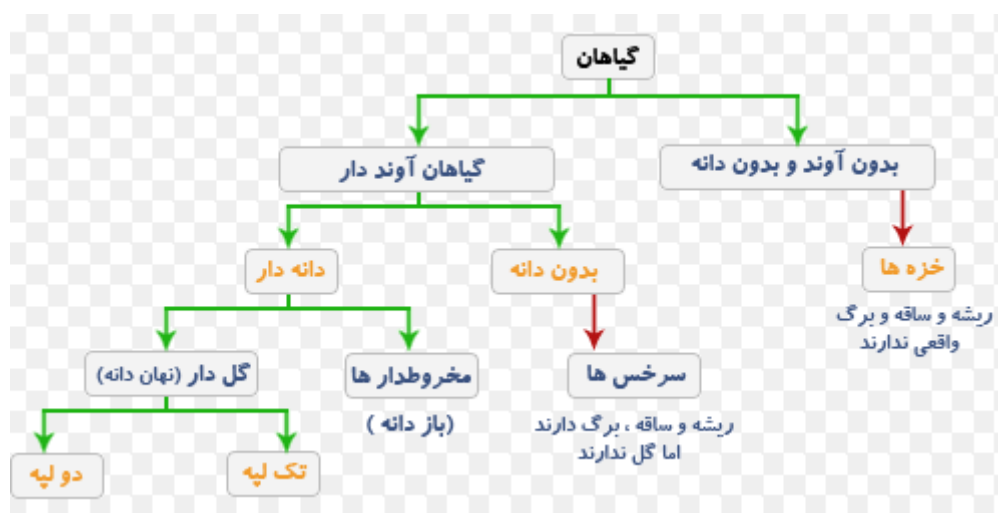 گیاهان
بدون آوند و بدون دانه
گیاهان آوند دار
خزه ها
بدون دانه
دانه دار
ریشه و ساقه و برگ
واقعی ندارند
سرخس ها
مخروطدار ها
گل دار (نهان دانه)
ریشه و ساقه ، برگ دارند
اما گل ندارند
(باز دانه )
تک لپه
دو لپه